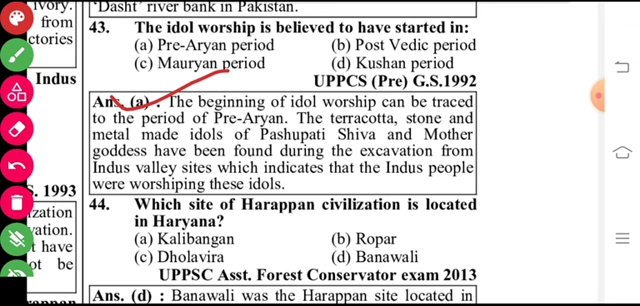 ivory.
from
ctories
Indus
. 1993
zation
vation.
t have
ot be
'Dasht' river bank in Pakistan.
43. The idol worship is believed to have started in:
(a) Pre-Aryan period (b) Post Vedic period
(c) Mauryan period (d) Kushan period
UPPCS (Pre) G.S.1992
Ans. (a) : The beginning of idol worship can be traced
to the period of Pre-Aryan. The terracotta, stone and
metal made idols of Pashupati Shiva and Mother
goddess have been found during the excavation from
Indus valley sites which indicates that the Indus people
were worshiping these idols.
44. Which site of Harappan civilization is located
in Haryana?
(a) Kalibangan (b) Ropar
(c) Dholavira (d) Banawali
UPPSC Asst. Forest Conservator exam 2013
Ans. (d) : Banawali was the Harappan site located in